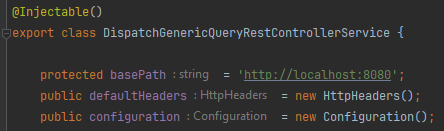 @Injectable()
export class DispatchGenericQueryRestControllerService {
protected basePath : string = 'http://localhost:8080';
public defaultHeaders : HttpHeaders = new HttpHeaders();
public configuration : Configuration = new Configuration();